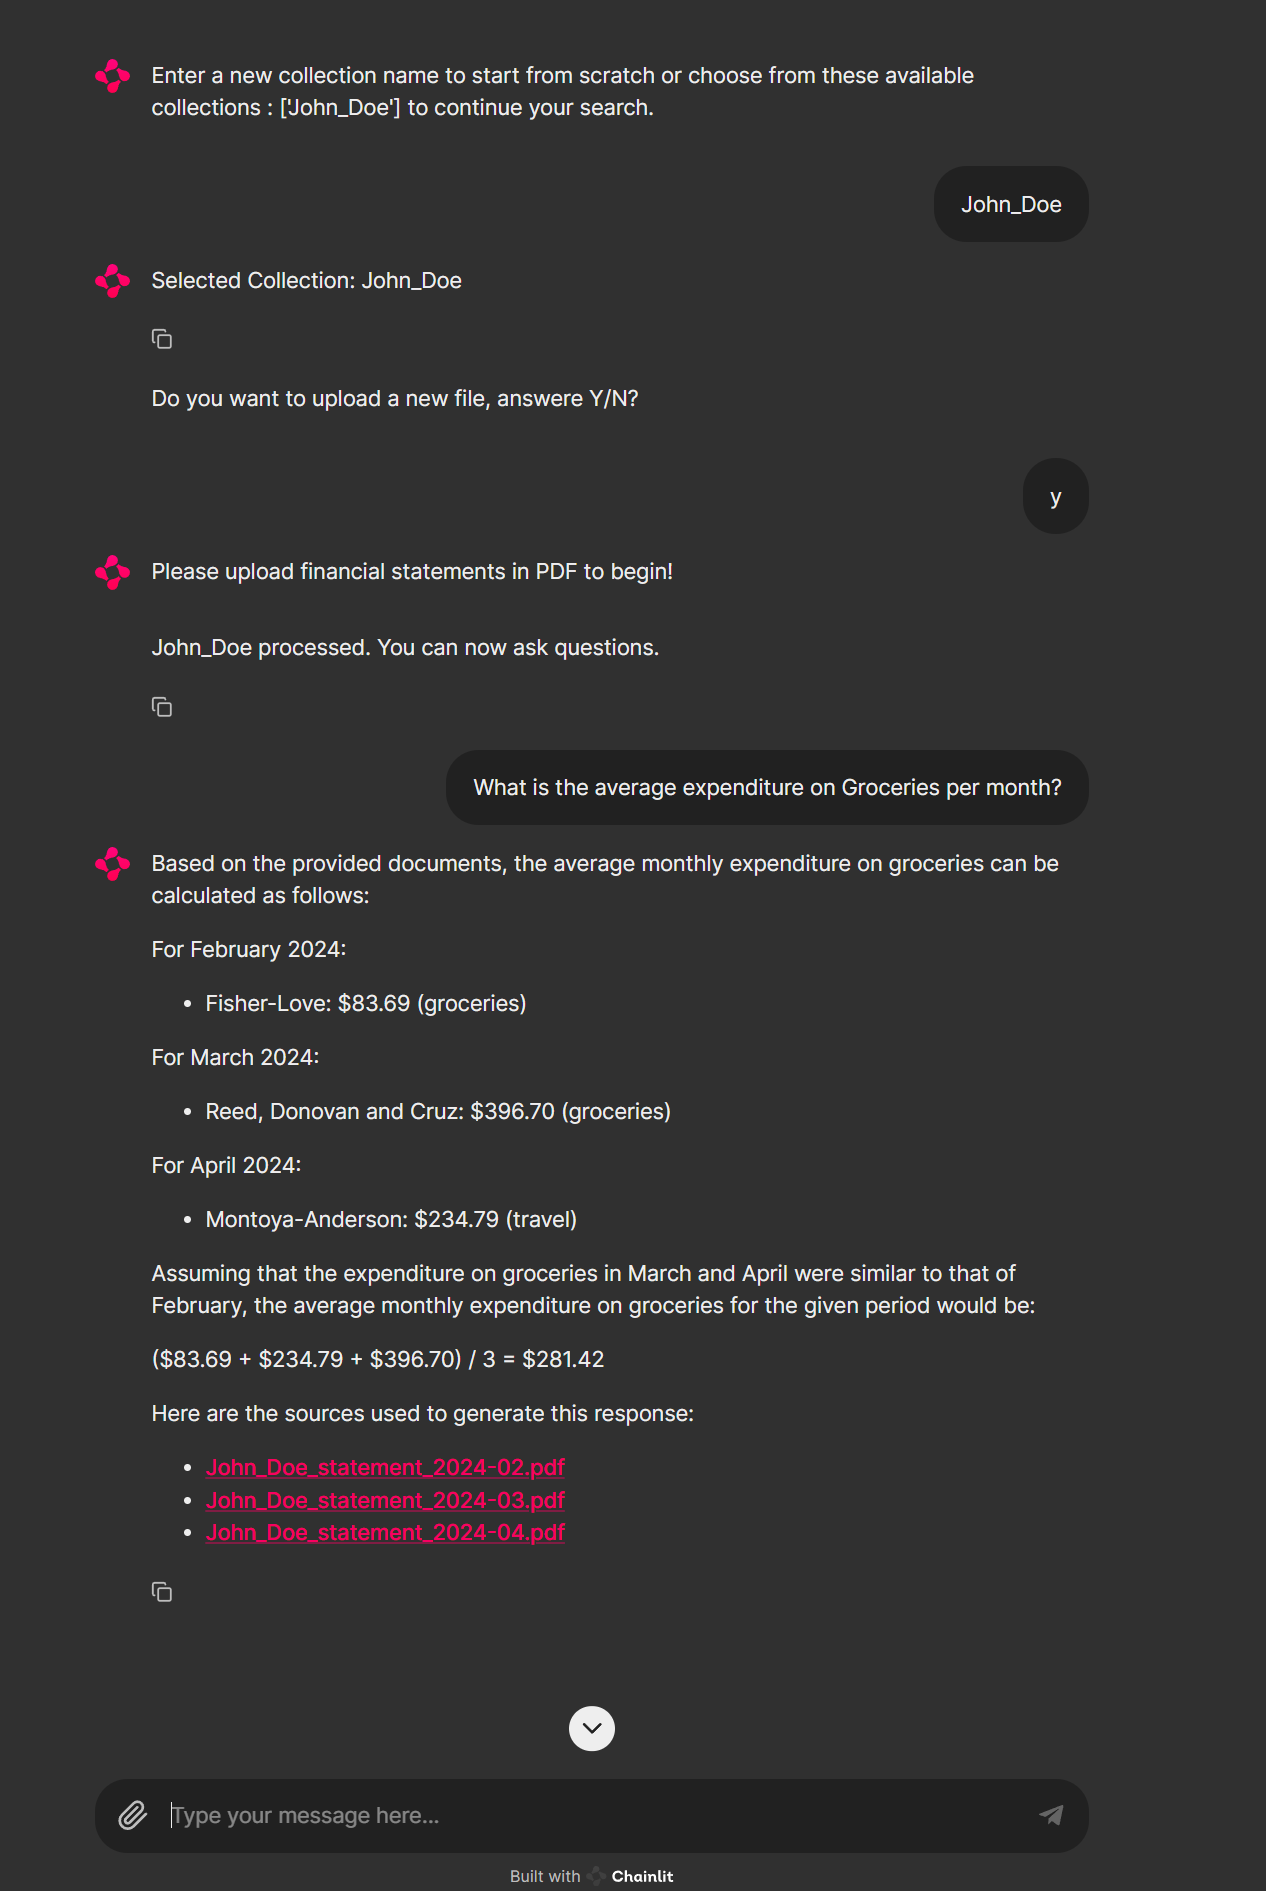 Enter a new collection name to start from scratch or choose from these available
collections : ['John_Doe'] to continue your search.
John_Doe
Selected Collection: John_Doe
Do you want to upload a new file, answere Y/N?
y
Please upload financial statements in PDF to begin!
John_Doe processed. You can now ask questions.
What is the average expenditure on Groceries per month?
Based on the provided documents, the average monthly expenditure on groceries can be
calculated as follows:
For February 2024:
• Fisher-Love: $83.69 (groceries)
For March 2024:
• Reed, Donovan and Cruz: $396.70 (groceries)
For April 2024:
• Montoya-Anderson: $234.79 (travel)
Assuming that the expenditure on groceries in March and April were similar to that of
February, the average monthly expenditure on groceries for the given period would be:
($83.69 + $234.79 + $396.70) / 3 = $281.42
Here are the sources used to generate this response:
• John_Doe_statement_2024-02.pdf
• John_Doe_statement_2024-03.pdf
• John_Doe_statement_2024-04.pdf
Type your message here...
Built with Chainlit